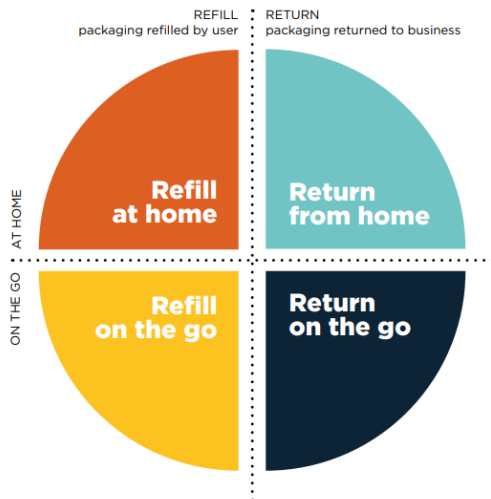 REFILL
packaging refilled by user
RETURN
packaging returned to business
AT HOME
Refill
at home
Return
from home
ON THE GO
Refill
on the go
Return
on the go